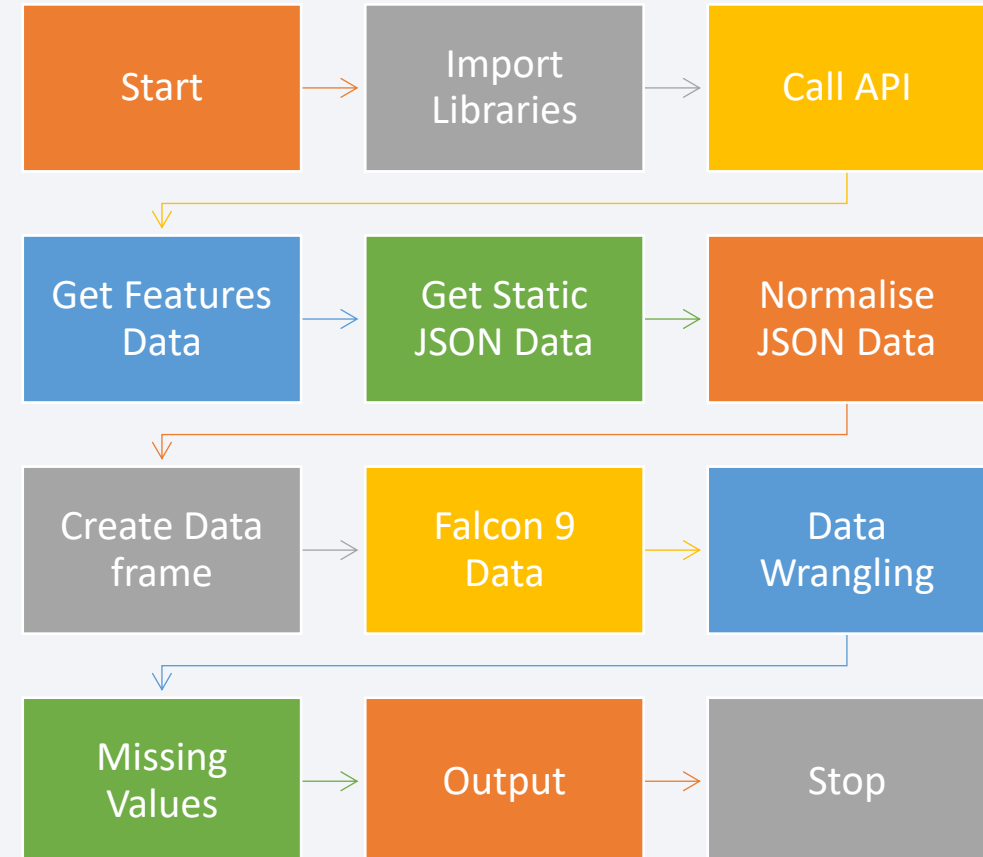 Start
Import
Libraries
Call API
Get Features
Data
Get Static
JSON Data
Normalise
JSON Data
Create Data
frame
Falcon 9
Data
Data
Wrangling
Missing
Values
Output
Stop